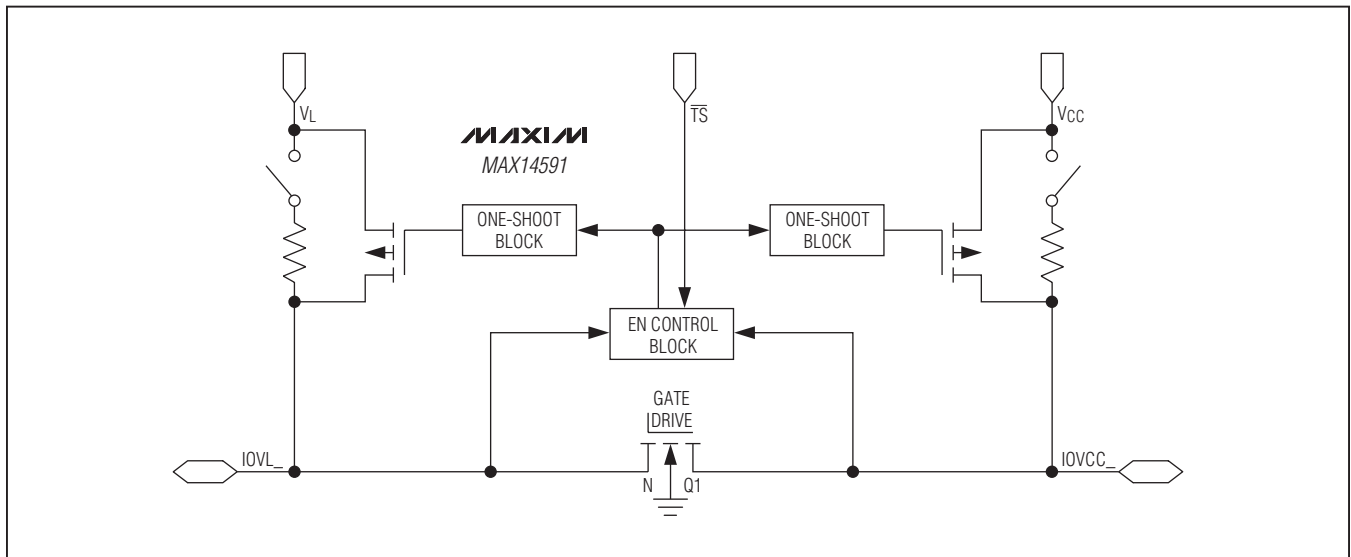 VL
TS
VCC
MAXIM
MAX14591
ONE-SHOOT
BLOCK
ONE-SHOOT
BLOCK
EN CONTROL
BLOCK
GATE
DRIVE
IOVL_
N
Q1
IOVCC_